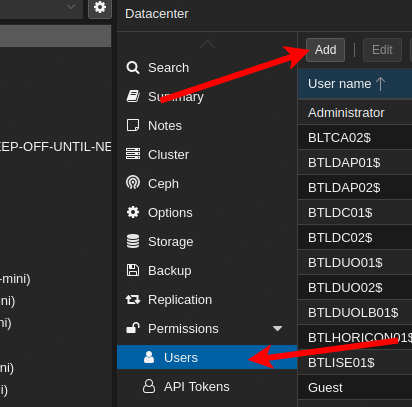 Datacenter
Search
Summary
Notes
Cluster
Ceph
Options
Storage
Backup
Replication
Permissions
Users
API Tokens
EEP-OFF-UNTIL-NE
-mini)
ni)
ni)
ni)
i)
Add
Edit
User name
Administrator
BLTCA02$
BTLDAP01$
BTLDAP02$
BTLDC01$
BTLDC02$
BTLDUO01$
BTLDUO02$
BTLDUOLB01$
BTLHORICON01$
BTLISE01$
Guest